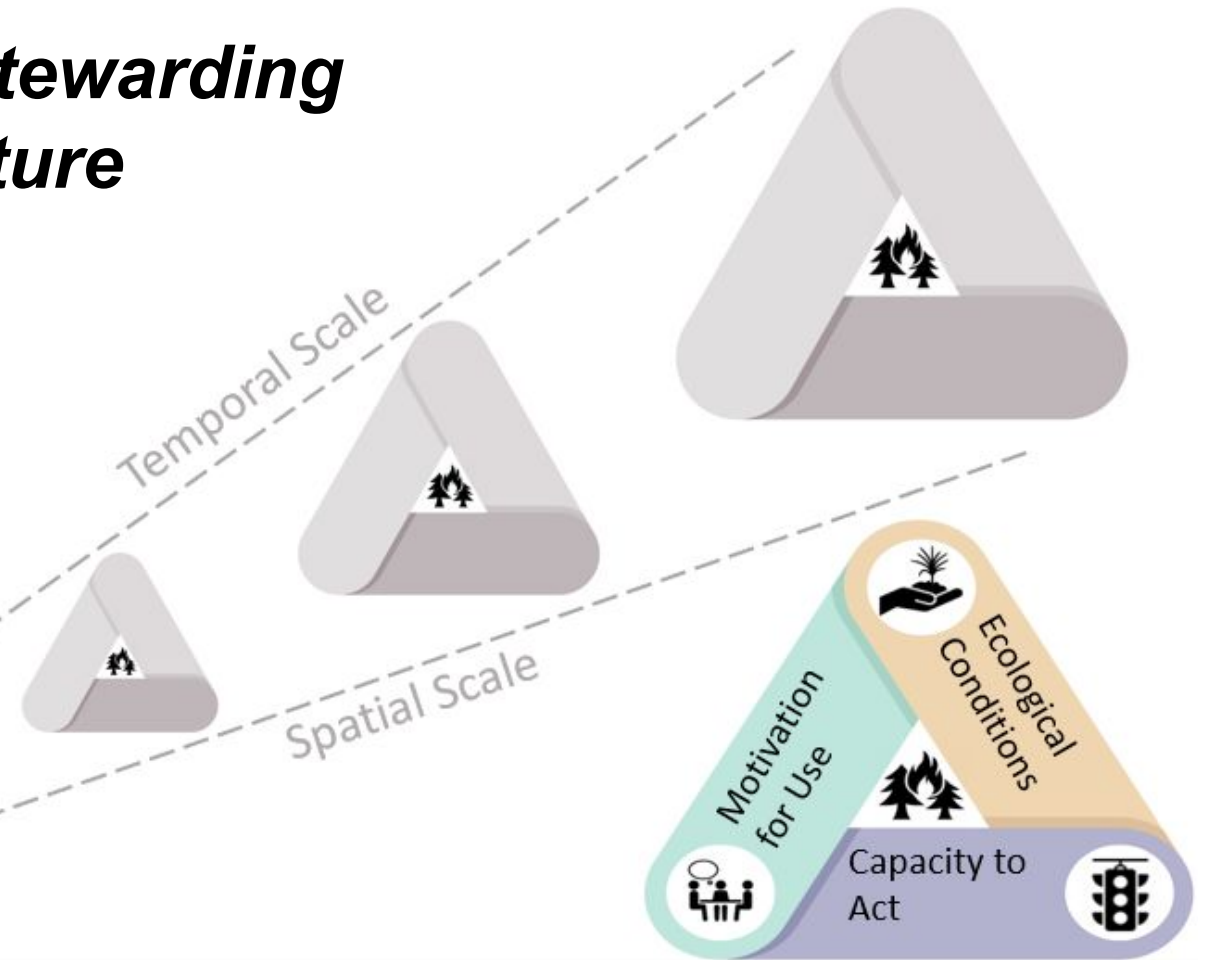 tewarding
ture
Temporal Scale
Spatial Scale
Ecological
Conditions
Motivation
for Use
Capacity to
Act